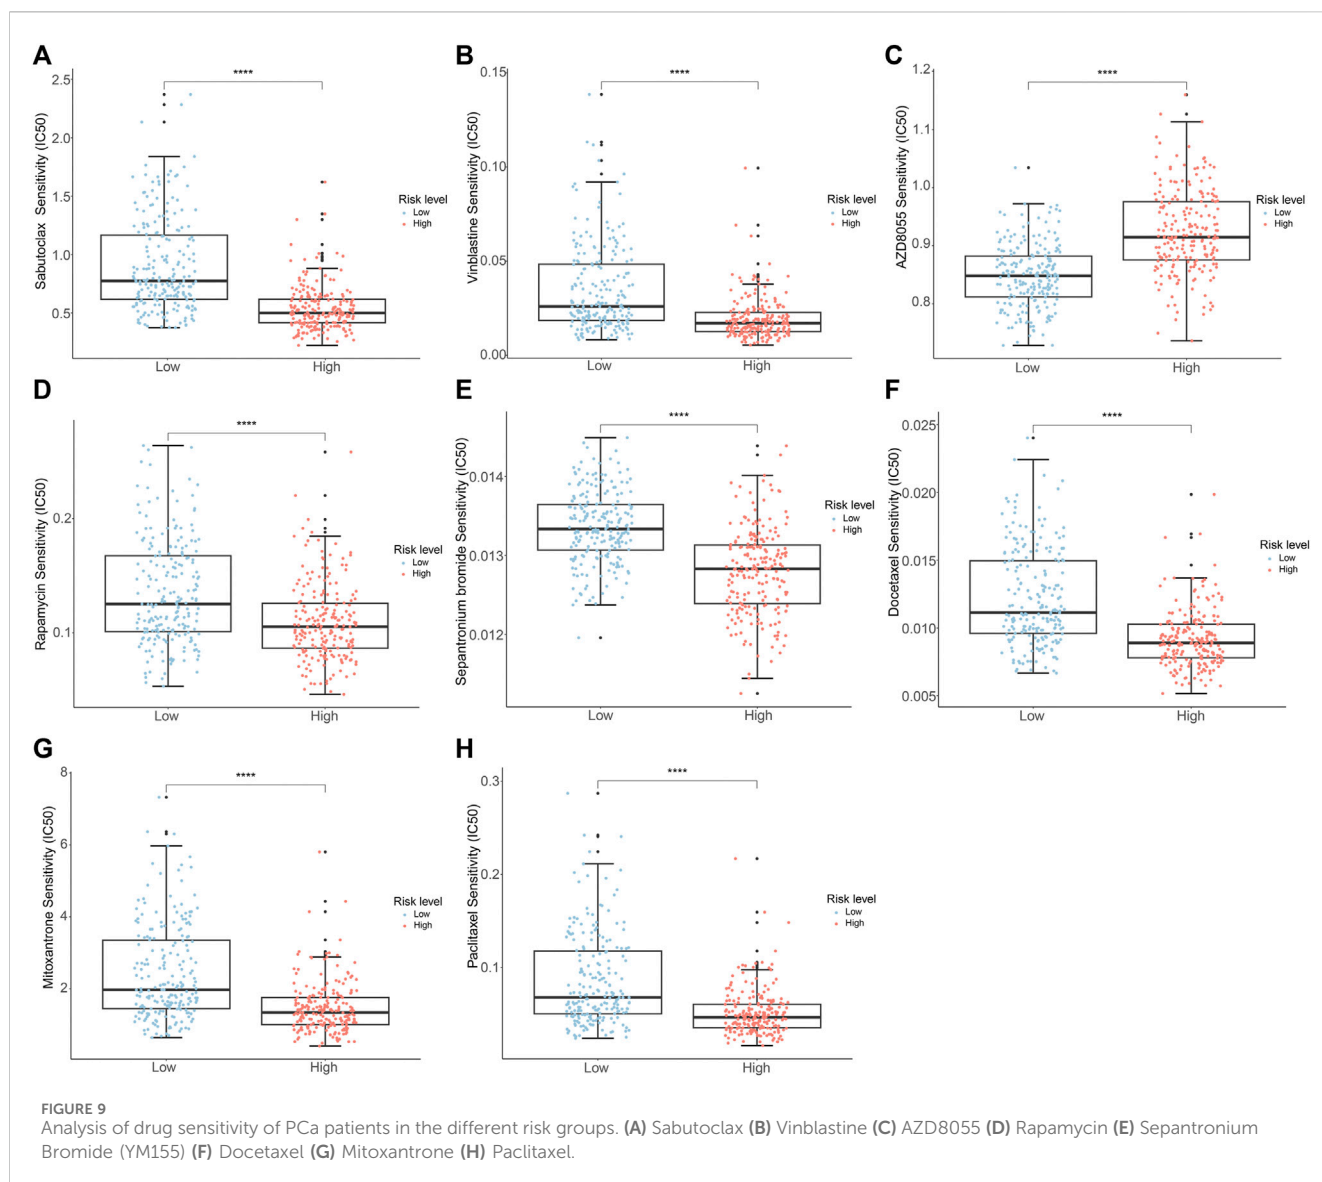 A
Sabutoclax Sensitivity (IC50)
2.5
2.0
1.5
1.0
0.5
****
Low
High
Risk level
Low
High
B
Vinblastine Sensitivity (IC50)
0.15
0.10
0.05
0.00
****
Low
High
Risk level
Low
High
C
AZD8055 Sensitivity (IC50)
1.2
1.1
1.0
0.9
0.8
****
Low
High
Risk level
Low
High
D
Rapamycin Sensitivity (IC50)
0.2
0.1
****
Low
High
Risk level
Low
High
E
Sepantronium bromide Sensitivity (IC50)
0.014
0.013
0.012
****
Low
High
Risk level
Low
High
F
Docetaxel Sensitivity (IC50)
0.025
0.020
0.015
0.010
0.005
****
Low
High
Risk level
Low
High
G
Mitoxantrone Sensitivity (IC50)
8
6
4
2
****
Low
High
Risk level
Low
High
H
Paclitaxel Sensitivity (IC50)
0.3
0.2
0.1
****
Low
High
Risk level
Low
High
FIGURE 9
Analysis of drug sensitivity of PCa patients in the different risk groups. (A) Sabutoclax (B) Vinblastine (C) AZD8055 (D) Rapamycin (E) Sepantronium
Bromide (YM155) (F) Docetaxel (G) Mitoxantrone (H) Paclitaxel.